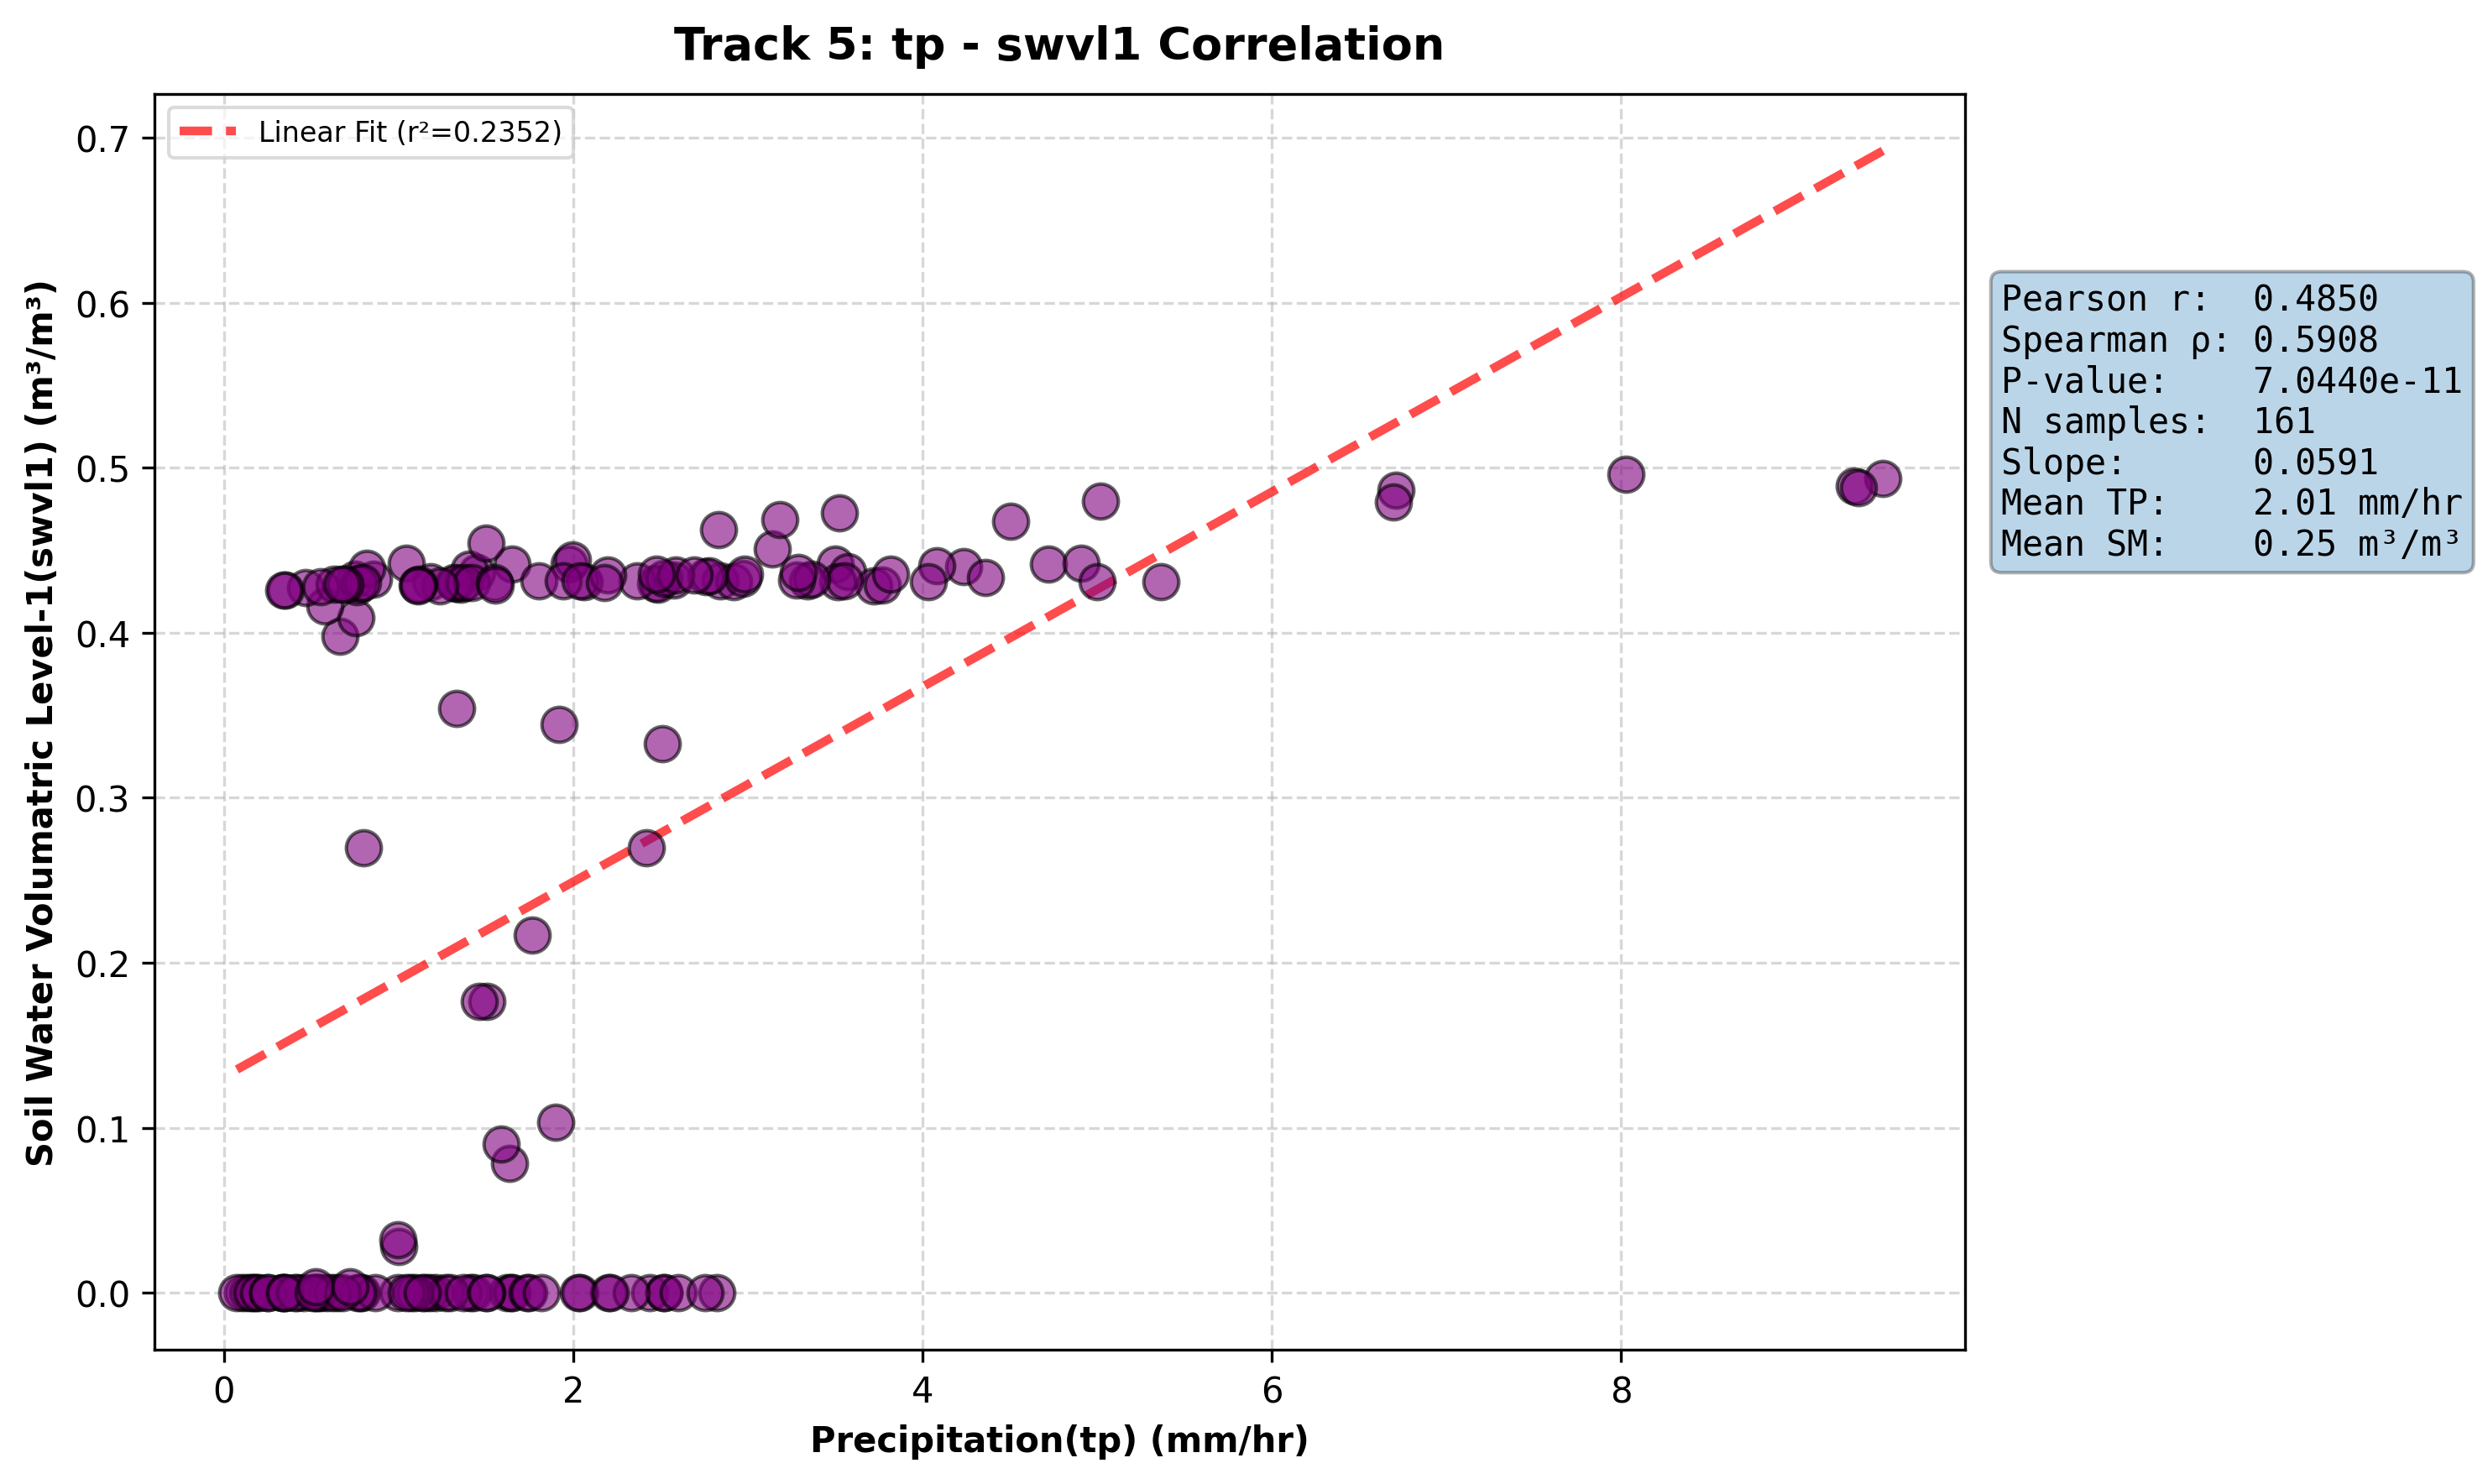 Track 5: tp - swvl1 Correlation
Linear Fit (r²=0.2352)
0.7
0.6
0.5
0.4
0.3
0.2
0.1
0.0
Soil Water Volumatric Level-1(swvl1) (m³/m³)
0 2 4 6 8
Precipitation(tp) (mm/hr)
Pearson r: 0.4850
Spearman ρ: 0.5908
P-value: 7.0440e-11
N samples: 161
Slope: 0.0591
Mean TP: 2.01 mm/hr
Mean SM: 0.25 m³/m³